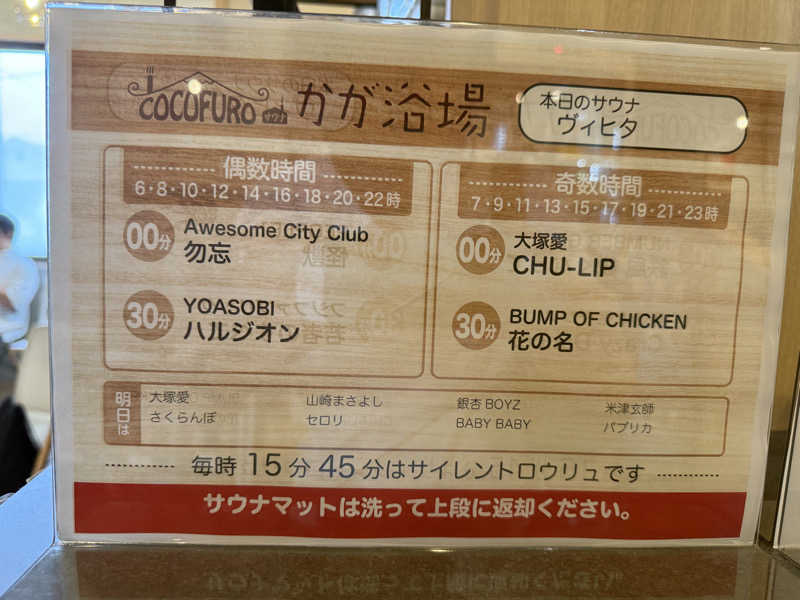 COCOFURO サウナ かが浴場
本日のサウナ
ヴィヒタ
偶数時間
6・8・10・12・14・16・18・20・22時
00分 Awesome City Club
勿忘
30分 YOASOBI
ハルジオン
奇数時間
7・9・11・13・15・17・19・21・23時
00分 大塚愛
CHU-LIP
30分 BUMP OF CHICKEN
花の名
明日は
大塚愛
さくらんぼ
山崎まさよし
セロリ
銀杏BOYZ
BABY BABY
米津玄師
パプリカ
毎時 15分 45分はサイレントロウリュです
サウナマットは洗って上段に返却ください。